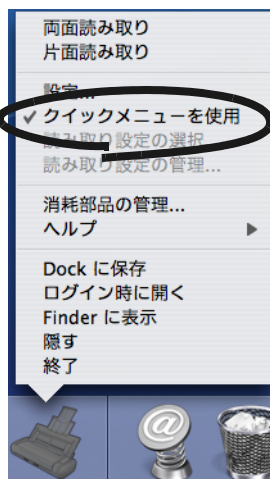 両面読み取り
片面読み取り
設定...
✓ クイックメニューを使用
読み取り設定の選択
読み取り設定の管理...
消耗部品の管理...
ヘルプ
Dock に保存
ログイン時に開く
Finder に表示
隠す
終了
@